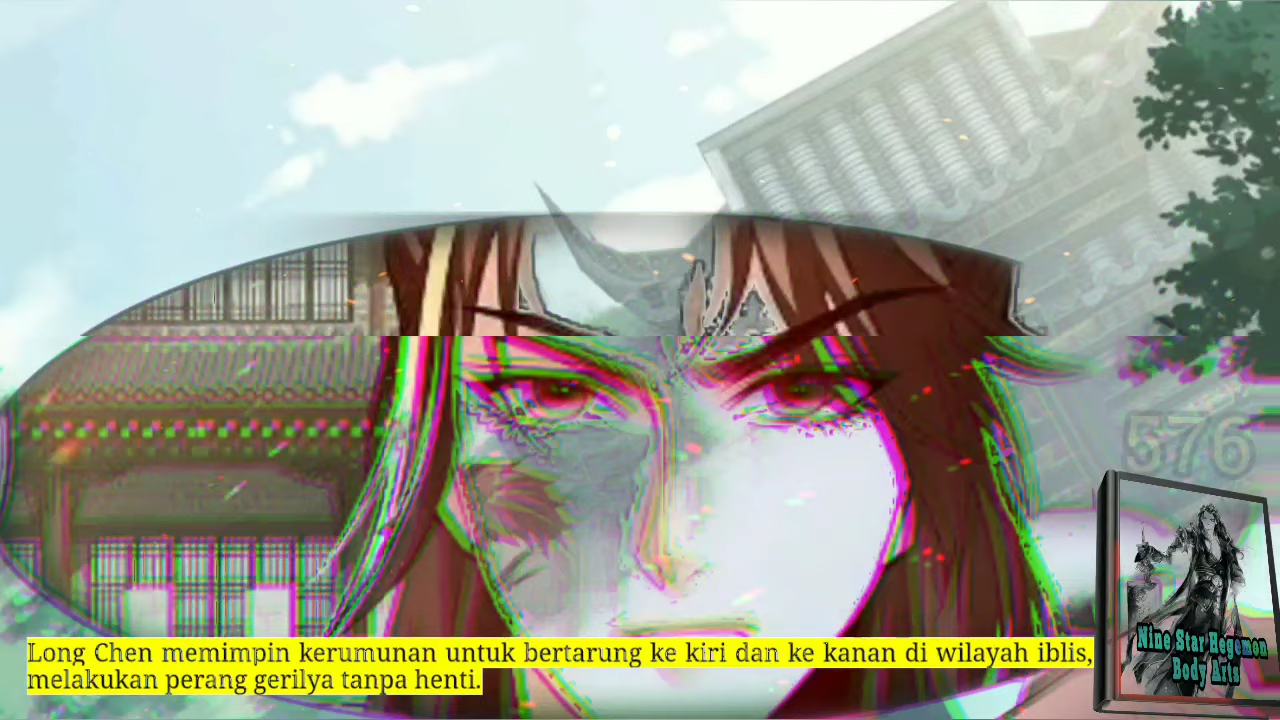 576
Nine Star Hegemon
Body Arts
Long Chen memimpin kerumunan untuk bertarung ke kiri dan ke kanan di wilayah iblis,
melakukan perang gerilya tanpa henti.